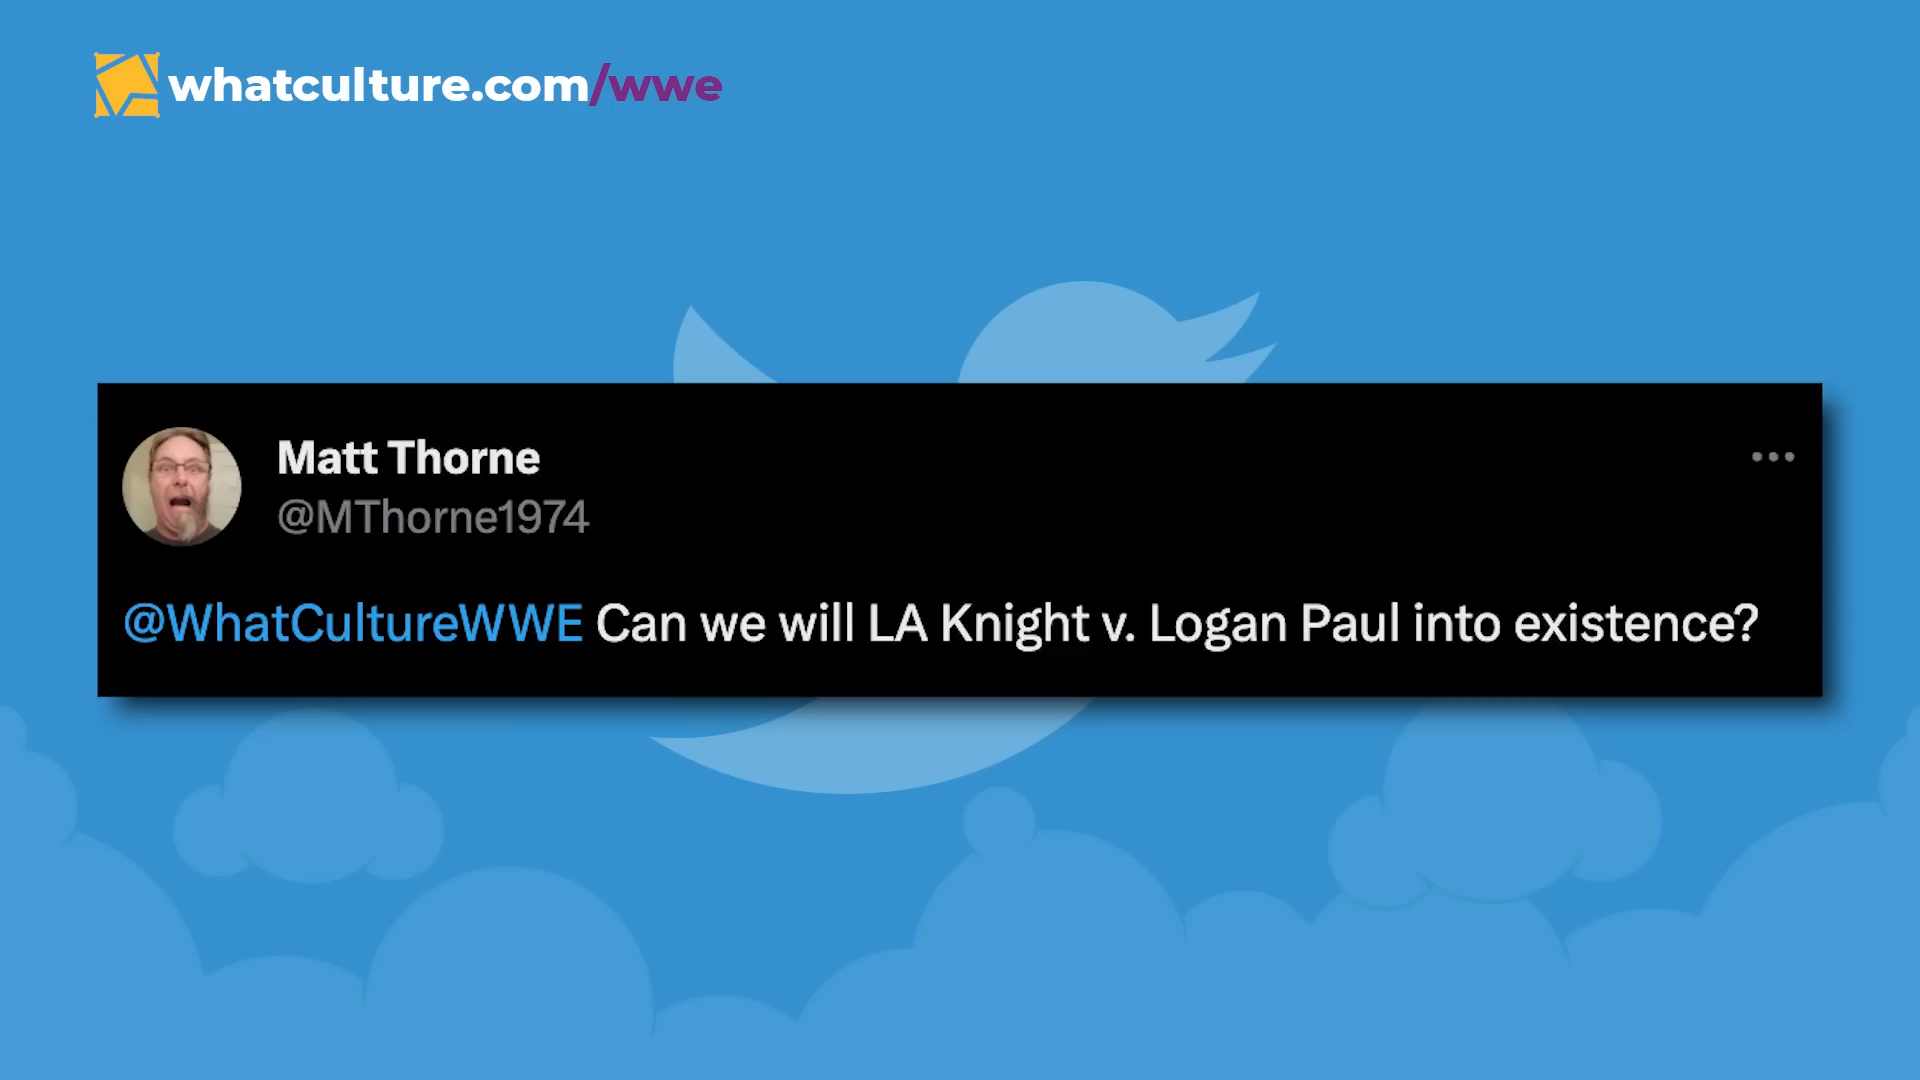 whatculture.com/wwe
Matt Thorne
@MThorne1974
@WhatCultureWWE Can we will LA Knight v. Logan Paul into existence?